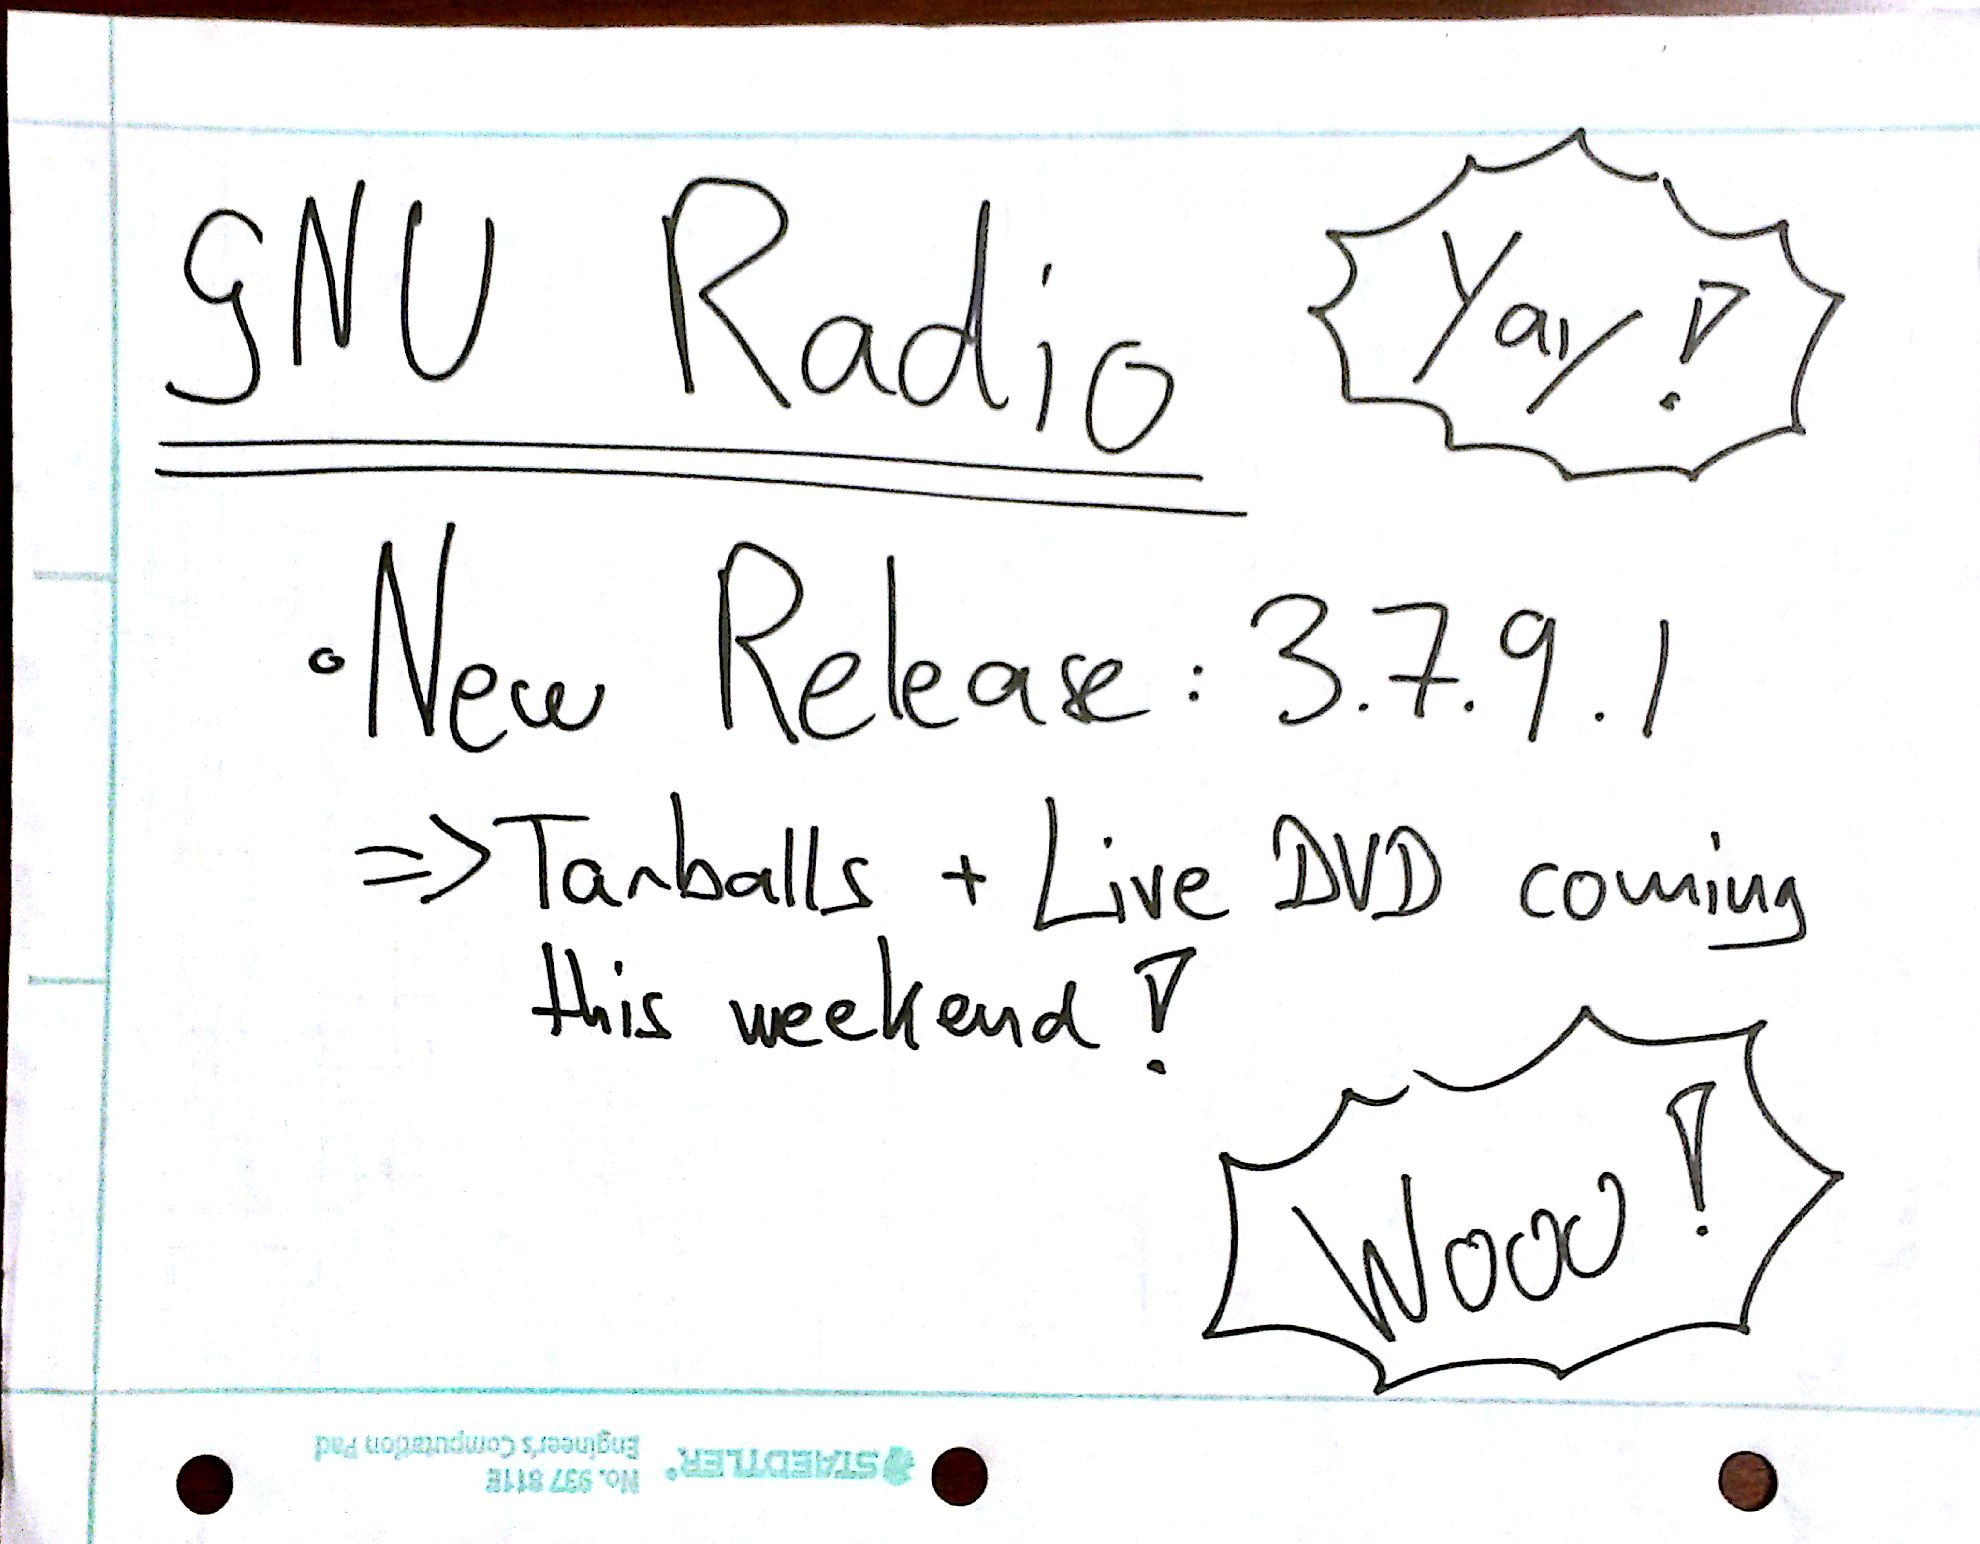 GNU Radio
Yay!
• New Release: 3.7.9.1
=> Tarballs + Live DVD coming
this weekend!
Wooo!
STAEDTLER®
No. 937 811E
Engineer's Computation Pad